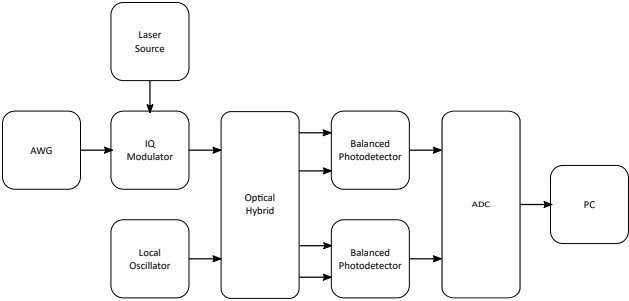 Laser
Source
AWG
IQ
Modulator
Balanced
Photodetector
Optical
Hybrid
ADC
PC
Local
Oscillator
Balanced
Photodetector